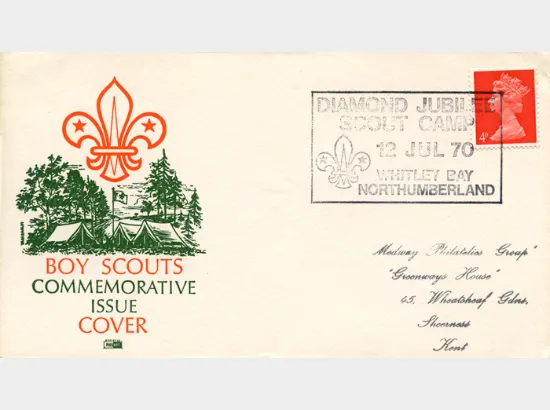 BOY SCOUTS
COMMEMORATIVE
ISSUE
COVER
DIAMOND JUBILEE
SCOUT CAMP
12 JUL 70
WHITLEY BAY
NORTHUMBERLAND
4D
Medway Philatelics Group"
"Greenways House"
45, Wheatsheaf Gdns,
Sheerness
Kent